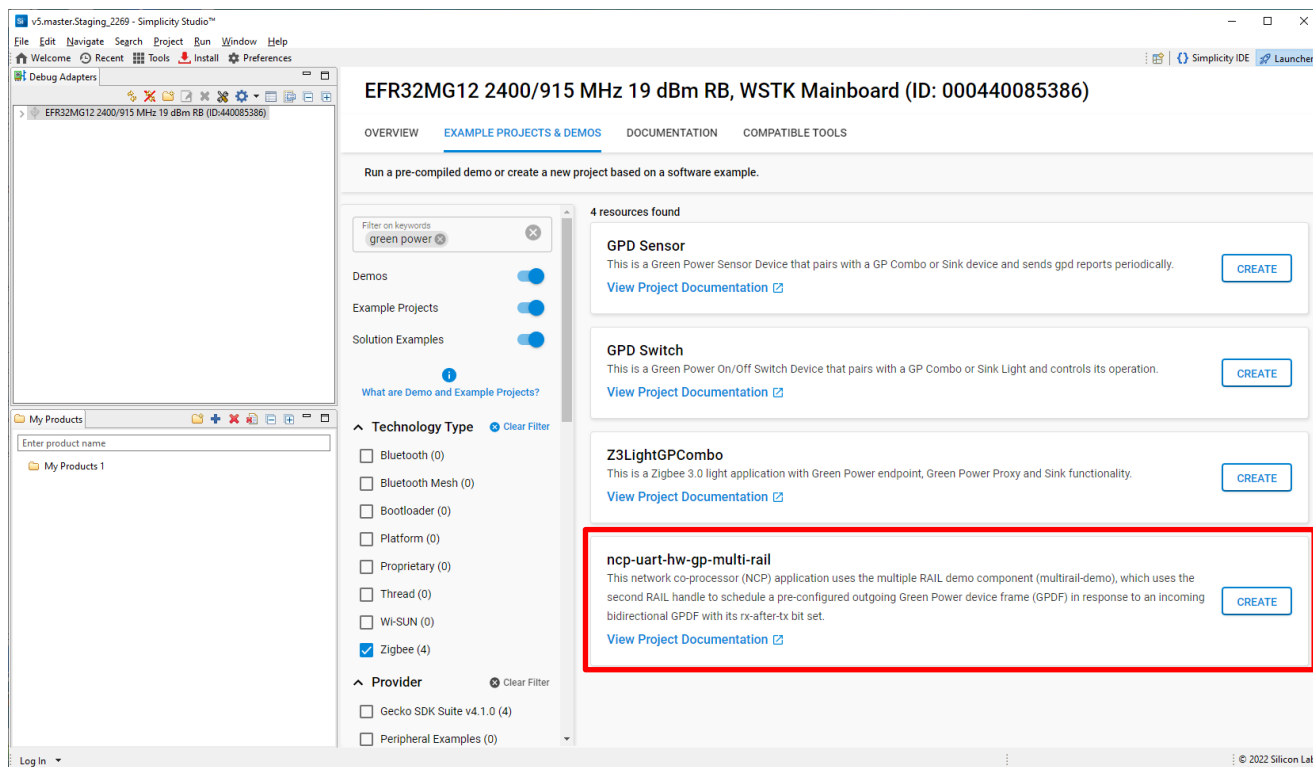 v5.master.Staging_2269 - Simplicity Studio™
File Edit Navigate Search Project Run Window Help
Welcome Recent Tools Install Preferences
Simplicity IDE Launcher
Debug Adapters
EFR32MG12 2400/915 MHz 19 dBm RB (ID:440085386)
EFR32MG12 2400/915 MHz 19 dBm RB, WSTK Mainboard (ID: 000440085386)
OVERVIEW EXAMPLE PROJECTS & DEMOS DOCUMENTATION COMPATIBLE TOOLS
Run a pre-compiled demo or create a new project based on a software example.
Filter on keywords
green power
Demos
Example Projects
Solution Examples
What are Demo and Example Projects?
Technology Type Clear Filter
Bluetooth (0)
Bluetooth Mesh (0)
Bootloader (0)
Platform (0)
Proprietary (0)
Thread (0)
Wi-SUN (0)
Zigbee (4)
Provider Clear Filter
Gecko SDK Suite v4.1.0 (4)
Peripheral Examples (0)
4 resources found
GPD Sensor
This is a Green Power Sensor Device that pairs with a GP Combo or Sink device and sends gpd reports periodically.
View Project Documentation
CREATE
GPD Switch
This is a Green Power On/Off Switch Device that pairs with a GP Combo or Sink Light and controls its operation.
View Project Documentation
CREATE
Z3LightGPCombo
This is a Zigbee 3.0 light application with Green Power endpoint, Green Power Proxy and Sink functionality.
View Project Documentation
CREATE
ncp-uart-hw-gp-multi-rail
This network co-processor (NCP) application uses the multiple RAIL demo component (multirail-demo), which uses the
second RAIL handle to schedule a pre-configured outgoing Green Power device frame (GPDF) in response to an incoming
bidirectional GPDF with its rx-after-tx bit set.
View Project Documentation
CREATE
My Products
Enter product name
My Products 1
Log In
© 2022 Silicon Lab